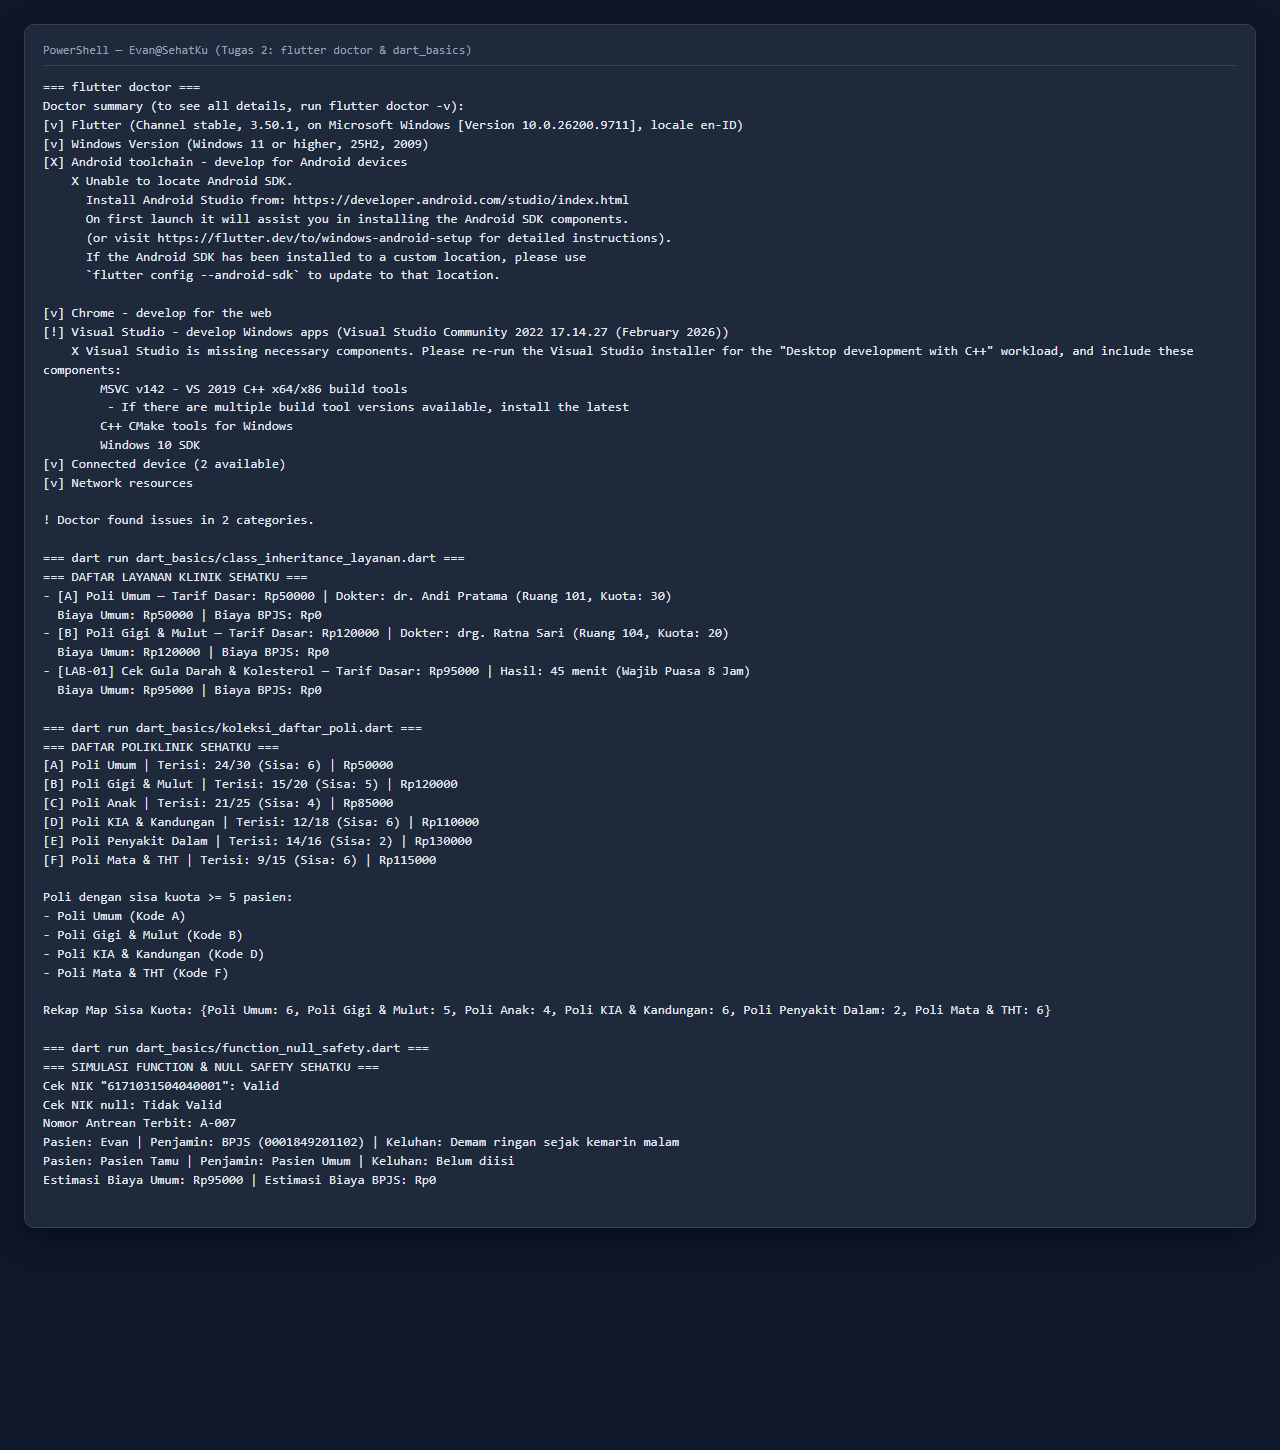 PowerShell — Evan@SehatKu (Tugas 2: flutter doctor & dart_basics)
=== flutter doctor ===
Doctor summary (to see all details, run flutter doctor -v):
[v] Flutter (Channel stable, 3.50.1, on Microsoft Windows [Version 10.0.26200.9711], locale en-ID)
[v] Windows Version (Windows 11 or higher, 25H2, 2009)
[X] Android toolchain - develop for Android devices
    X Unable to locate Android SDK.
      Install Android Studio from: https://developer.android.com/studio/index.html
      On first launch it will assist you in installing the Android SDK components.
      (or visit https://flutter.dev/to/windows-android-setup for detailed instructions).
      If the Android SDK has been installed to a custom location, please use
      `flutter config --android-sdk` to update to that location.

[v] Chrome - develop for the web
[!] Visual Studio - develop Windows apps (Visual Studio Community 2022 17.14.27 (February 2026))
    X Visual Studio is missing necessary components. Please re-run the Visual Studio installer for the "Desktop development with C++" workload, and include these
components:
        MSVC v142 - VS 2019 C++ x64/x86 build tools
         - If there are multiple build tool versions available, install the latest
        C++ CMake tools for Windows
        Windows 10 SDK
[v] Connected device (2 available)
[v] Network resources

! Doctor found issues in 2 categories.

=== dart run dart_basics/class_inheritance_layanan.dart ===
=== DAFTAR LAYANAN KLINIK SEHATKU ===
- [A] Poli Umum — Tarif Dasar: Rp50000 | Dokter: dr. Andi Pratama (Ruang 101, Kuota: 30)
  Biaya Umum: Rp50000 | Biaya BPJS: Rp0
- [B] Poli Gigi & Mulut — Tarif Dasar: Rp120000 | Dokter: drg. Ratna Sari (Ruang 104, Kuota: 20)
  Biaya Umum: Rp120000 | Biaya BPJS: Rp0
- [LAB-01] Cek Gula Darah & Kolesterol — Tarif Dasar: Rp95000 | Hasil: 45 menit (Wajib Puasa 8 Jam)
  Biaya Umum: Rp95000 | Biaya BPJS: Rp0

=== dart run dart_basics/koleksi_daftar_poli.dart ===
=== DAFTAR POLIKLINIK SEHATKU ===
[A] Poli Umum | Terisi: 24/30 (Sisa: 6) | Rp50000
[B] Poli Gigi & Mulut | Terisi: 15/20 (Sisa: 5) | Rp120000
[C] Poli Anak | Terisi: 21/25 (Sisa: 4) | Rp85000
[D] Poli KIA & Kandungan | Terisi: 12/18 (Sisa: 6) | Rp110000
[E] Poli Penyakit Dalam | Terisi: 14/16 (Sisa: 2) | Rp130000
[F] Poli Mata & THT | Terisi: 9/15 (Sisa: 6) | Rp115000

Poli dengan sisa kuota >= 5 pasien:
- Poli Umum (Kode A)
- Poli Gigi & Mulut (Kode B)
- Poli KIA & Kandungan (Kode D)
- Poli Mata & THT (Kode F)

Rekap Map Sisa Kuota: {Poli Umum: 6, Poli Gigi & Mulut: 5, Poli Anak: 4, Poli KIA & Kandungan: 6, Poli Penyakit Dalam: 2, Poli Mata & THT: 6}

=== dart run dart_basics/function_null_safety.dart ===
=== SIMULASI FUNCTION & NULL SAFETY SEHATKU ===
Cek NIK "6171031504040001": Valid
Cek NIK null: Tidak Valid
Nomor Antrean Terbit: A-007
Pasien: Evan | Penjamin: BPJS (0001849201102) | Keluhan: Demam ringan sejak kemarin malam
Pasien: Pasien Tamu | Penjamin: Pasien Umum | Keluhan: Belum diisi
Estimasi Biaya Umum: Rp95000 | Estimasi Biaya BPJS: Rp0